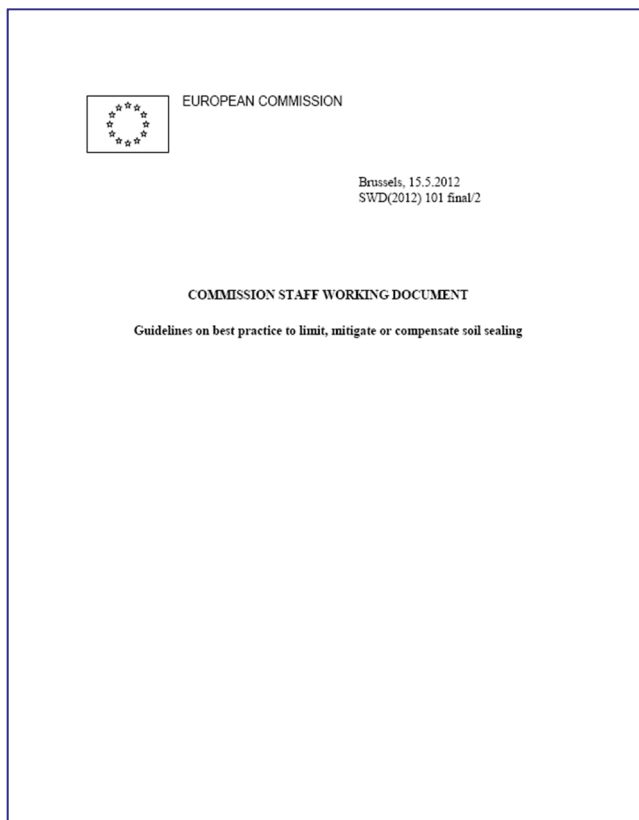 EUROPEAN COMMISSION
Brussels, 15.5.2012
SWD(2012) 101 final/2
COMMISSION STAFF WORKING DOCUMENT
Guidelines on best practice to limit, mitigate or compensate soil sealing